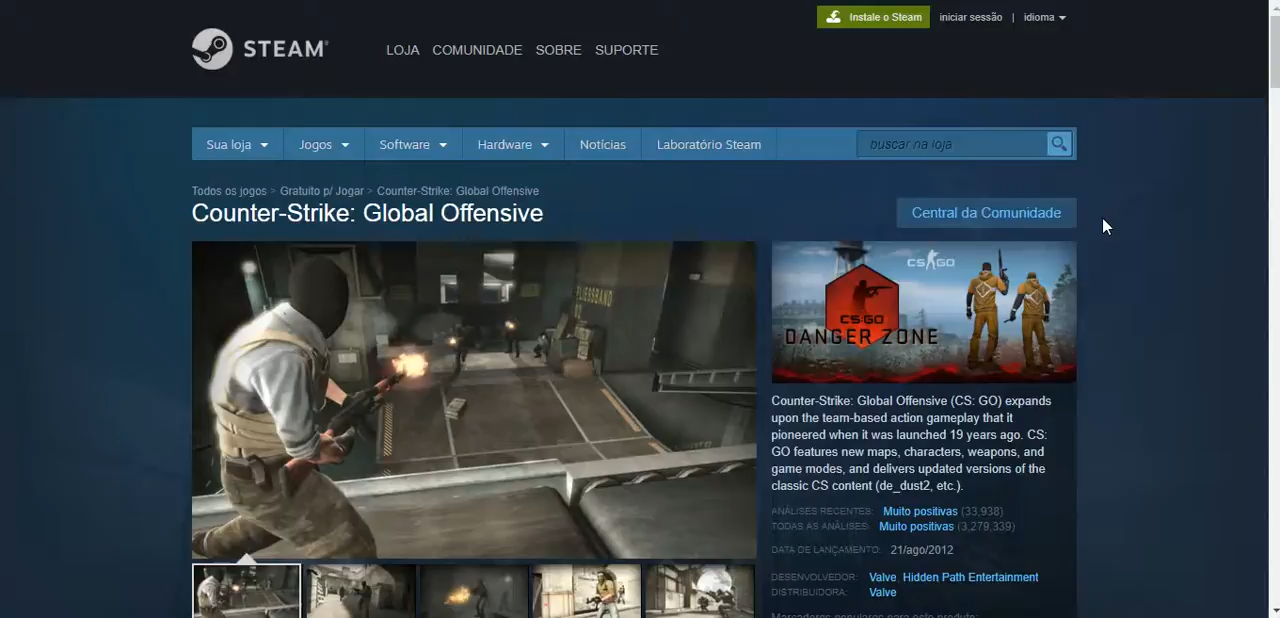 Instale o Steam
iniciar sessão | idioma
STEAM®
LOJA COMUNIDADE SOBRE SUPORTE
Sua loja Jogos Software Hardware Notícias Laboratório Steam buscar na loja
Todos os jogos > Gratuito p/ Jogar > Counter-Strike: Global Offensive
Counter-Strike: Global Offensive
Central da Comunidade
CS GO
CS:GO
DANGER ZONE
Counter-Strike: Global Offensive (CS: GO) expands
upon the team-based action gameplay that it
pioneered when it was launched 19 years ago. CS:
GO features new maps, characters, weapons, and
game modes, and delivers updated versions of the
classic CS content (de_dust2, etc.).
ANÁLISES RECENTES: Muito positivas (33,938)
TODAS AS ANÁLISES: Muito positivas (3,279,339)
DATA DE LANÇAMENTO: 21/ago/2012
DESENVOLVEDOR: Valve, Hidden Path Entertainment
DISTRIBUIDORA: Valve
Marcadores populares para este produto: